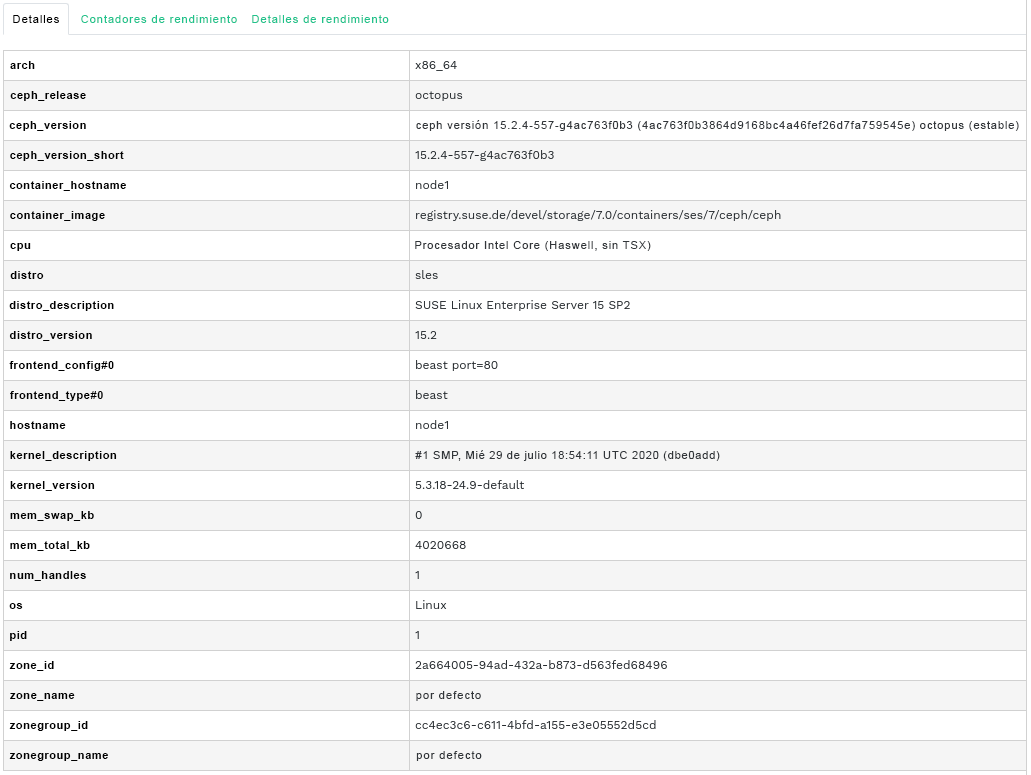 Detalles Contadores de rendimiento Detalles de rendimiento
arch x86_64
ceph_release octopus
ceph_version ceph versión 15.2.4-557-g4ac763f0b3 (4ac763f0b3864d9168bc4a46fef26d7fa759545e) octopus (estable)
ceph_version_short 15.2.4-557-g4ac763f0b3
container_hostname node1
container_image registry.suse.de/devel/storage/7.0/containers/ses/7/ceph/ceph
cpu Procesador Intel Core (Haswell, sin TSX)
distro sles
distro_description SUSE Linux Enterprise Server 15 SP2
distro_version 15.2
frontend_config#0 beast port=80
frontend_type#0 beast
hostname node1
kernel_description #1 SMP, Mié 29 de julio 18:54:11 UTC 2020 (dbe0add)
kernel_version 5.3.18-24.9-default
mem_swap_kb 0
mem_total_kb 4020668
num_handles 1
os Linux
pid 1
zone_id 2a664005-94ad-432a-b873-d563fed68496
zone_name por defecto
zonegroup_id cc4ec3c6-c611-4bfd-a155-e3e05552d5cd
zonegroup_name por defecto